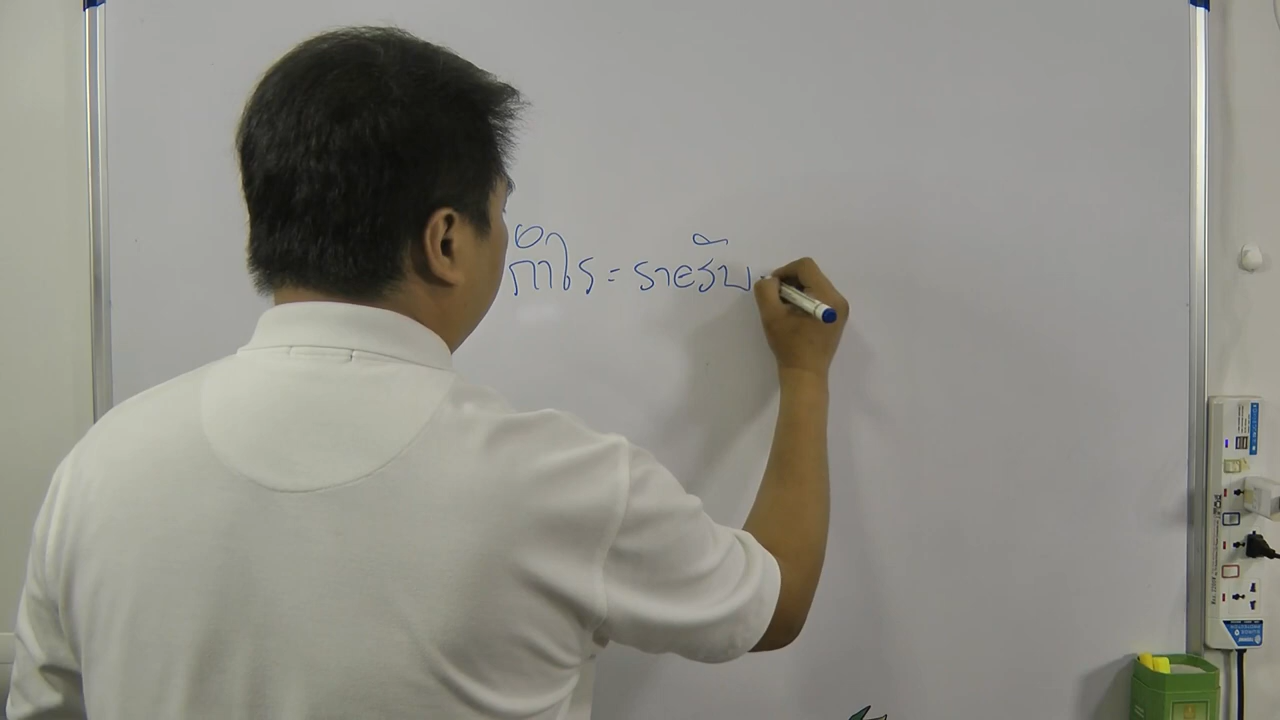 กำไร = รายรับ -